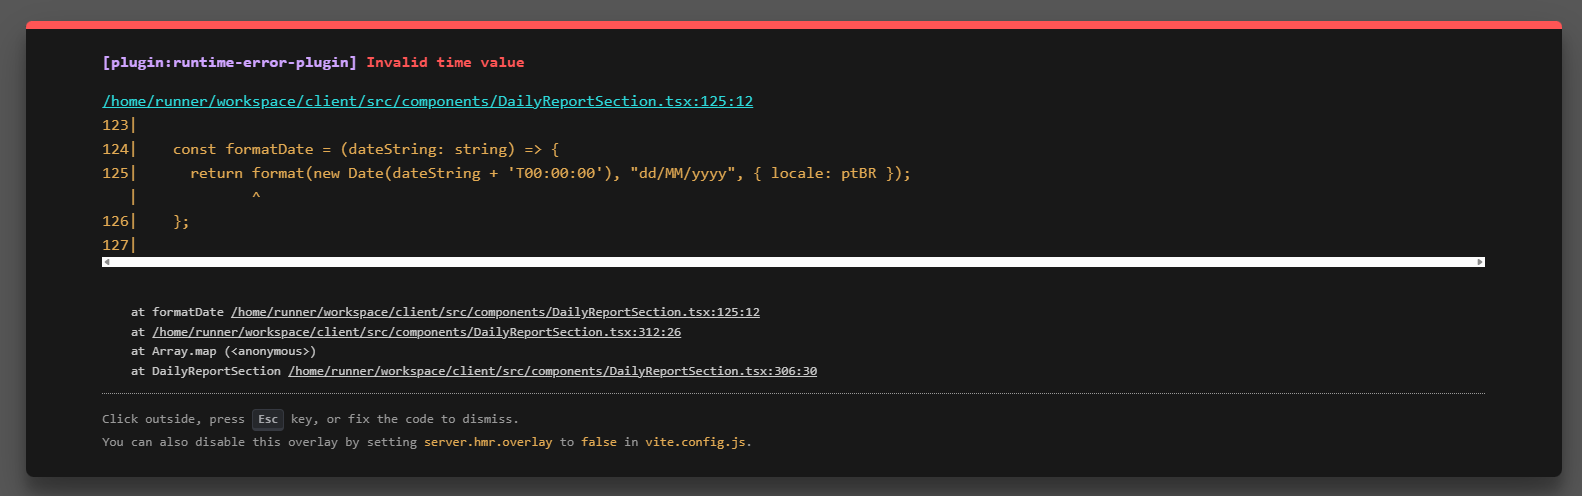 [plugin:runtime-error-plugin] Invalid time value
/home/runner/workspace/client/src/components/DailyReportSection.tsx:125:12
123|
124|    const formatDate = (dateString: string) => {
125|      return format(new Date(dateString + 'T00:00:00'), "dd/MM/yyyy", { locale: ptBR });
   |             ^
126|    };
127|
at formatDate /home/runner/workspace/client/src/components/DailyReportSection.tsx:125:12
at /home/runner/workspace/client/src/components/DailyReportSection.tsx:312:26
at Array.map (<anonymous>)
at DailyReportSection /home/runner/workspace/client/src/components/DailyReportSection.tsx:306:30
Click outside, press Esc key, or fix the code to dismiss.
You can also disable this overlay by setting server.hmr.overlay to false in vite.config.js.